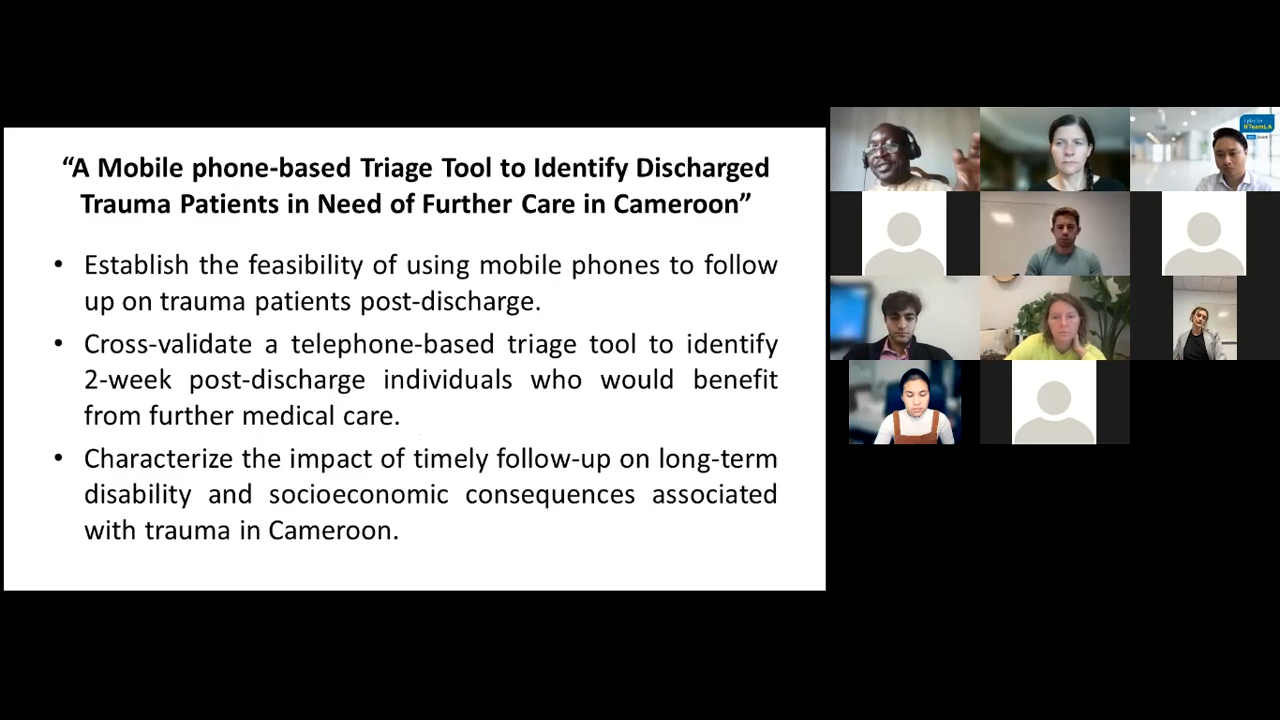 “A Mobile phone-based Triage Tool to Identify Discharged
Trauma Patients in Need of Further Care in Cameroon”
• Establish the feasibility of using mobile phones to follow
up on trauma patients post-discharge.
• Cross-validate a telephone-based triage tool to identify
2-week post-discharge individuals who would benefit
from further medical care.
• Characterize the impact of timely follow-up on long-term
disability and socioeconomic consequences associated
with trauma in Cameroon.
I play for
#TeamLA